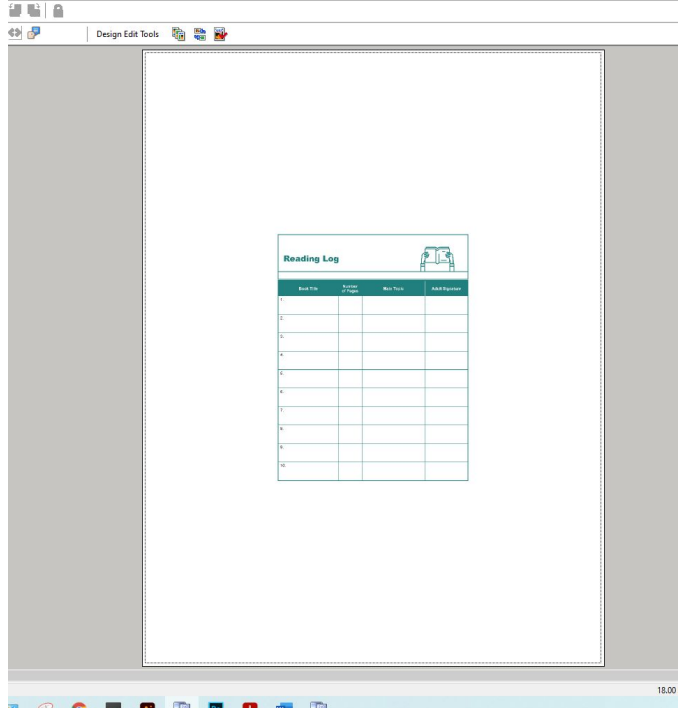 Design Edit Tools
Reading Log
Book Title
Number
of Pages
Main Topic
Adult Signature
1.
2.
3.
4.
5.
6.
7.
8.
9.
10.
18.00